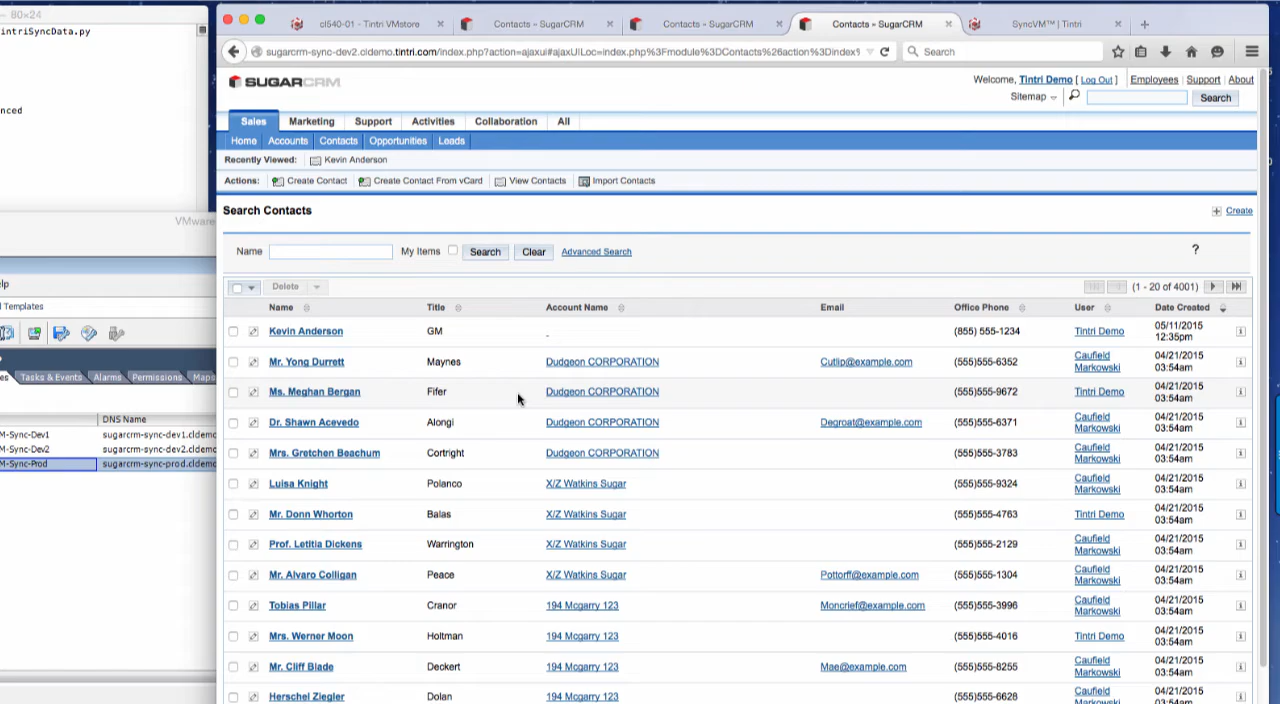 80x24
intriSyncData.py
nced
VMware
elp
Templates
Tasks & Events Alarms Permissions Maps
DNS Name
M-Sync-Dev1 sugarcrm-sync-dev1.cldemo
M-Sync-Dev2 sugarcrm-sync-dev2.cldemo
M-Sync-Prod sugarcrm-sync-prod.cldemo
cl540-01 - Tintri VMstore
Contacts » SugarCRM
Contacts » SugarCRM
Contacts » SugarCRM
SyncVM™ | Tintri
sugarcrm-sync-dev2.cldemo.tintri.com/index.php?action=ajaxui#ajaxUILoc=index.php%3Fmodule%3DContacts%26action%3Dindex%
Search
SUGARCRM
Welcome, Tintri Demo [ Log Out ] Employees Support About
Sitemap
Search
Sales Marketing Support Activities Collaboration All
Home Accounts Contacts Opportunities Leads
Recently Viewed: Kevin Anderson
Actions: Create Contact Create Contact From vCard View Contacts Import Contacts
Search Contacts
+ Create
Name My Items Search Clear Advanced Search ?
Delete (1 - 20 of 4001)
Name Title Account Name Email Office Phone User Date Created
Kevin Anderson GM (855) 555-1234 Tintri Demo 05/11/2015 12:35pm
Mr. Yong Durrett Maynes Dudgeon CORPORATION Cutlip@example.com (555)555-6352 Caufield Markowski 04/21/2015 03:54am
Ms. Meghan Bergan Fifer Dudgeon CORPORATION (555)555-9672 Tintri Demo 04/21/2015 03:54am
Dr. Shawn Acevedo Alongi Dudgeon CORPORATION Degroat@example.com (555)555-6371 Caufield Markowski 04/21/2015 03:54am
Mrs. Gretchen Beachum Cortright Dudgeon CORPORATION (555)555-3783 Caufield Markowski 04/21/2015 03:54am
Luisa Knight Polanco X/Z Watkins Sugar (555)555-9324 Caufield Markowski 04/21/2015 03:54am
Mr. Donn Whorton Balas X/Z Watkins Sugar (555)555-4763 Tintri Demo 04/21/2015 03:54am
Prof. Letitia Dickens Warrington X/Z Watkins Sugar (555)555-2129 Caufield Markowski 04/21/2015 03:54am
Mr. Alvaro Colligan Peace X/Z Watkins Sugar Pottorff@example.com (555)555-1304 Caufield Markowski 04/21/2015 03:54am
Tobias Pillar Cranor 194 Mcgarry 123 Moncrief@example.com (555)555-3996 Caufield Markowski 04/21/2015 03:54am
Mrs. Werner Moon Holtman 194 Mcgarry 123 (555)555-4016 Tintri Demo 04/21/2015 03:54am
Mr. Cliff Blade Deckert 194 Mcgarry 123 Mae@example.com (555)555-8255 Caufield Markowski 04/21/2015 03:54am
Herschel Ziegler Dolan 194 Mcgarry 123 (555)555-6628 Caufield Markowski 04/21/2015 03:54am